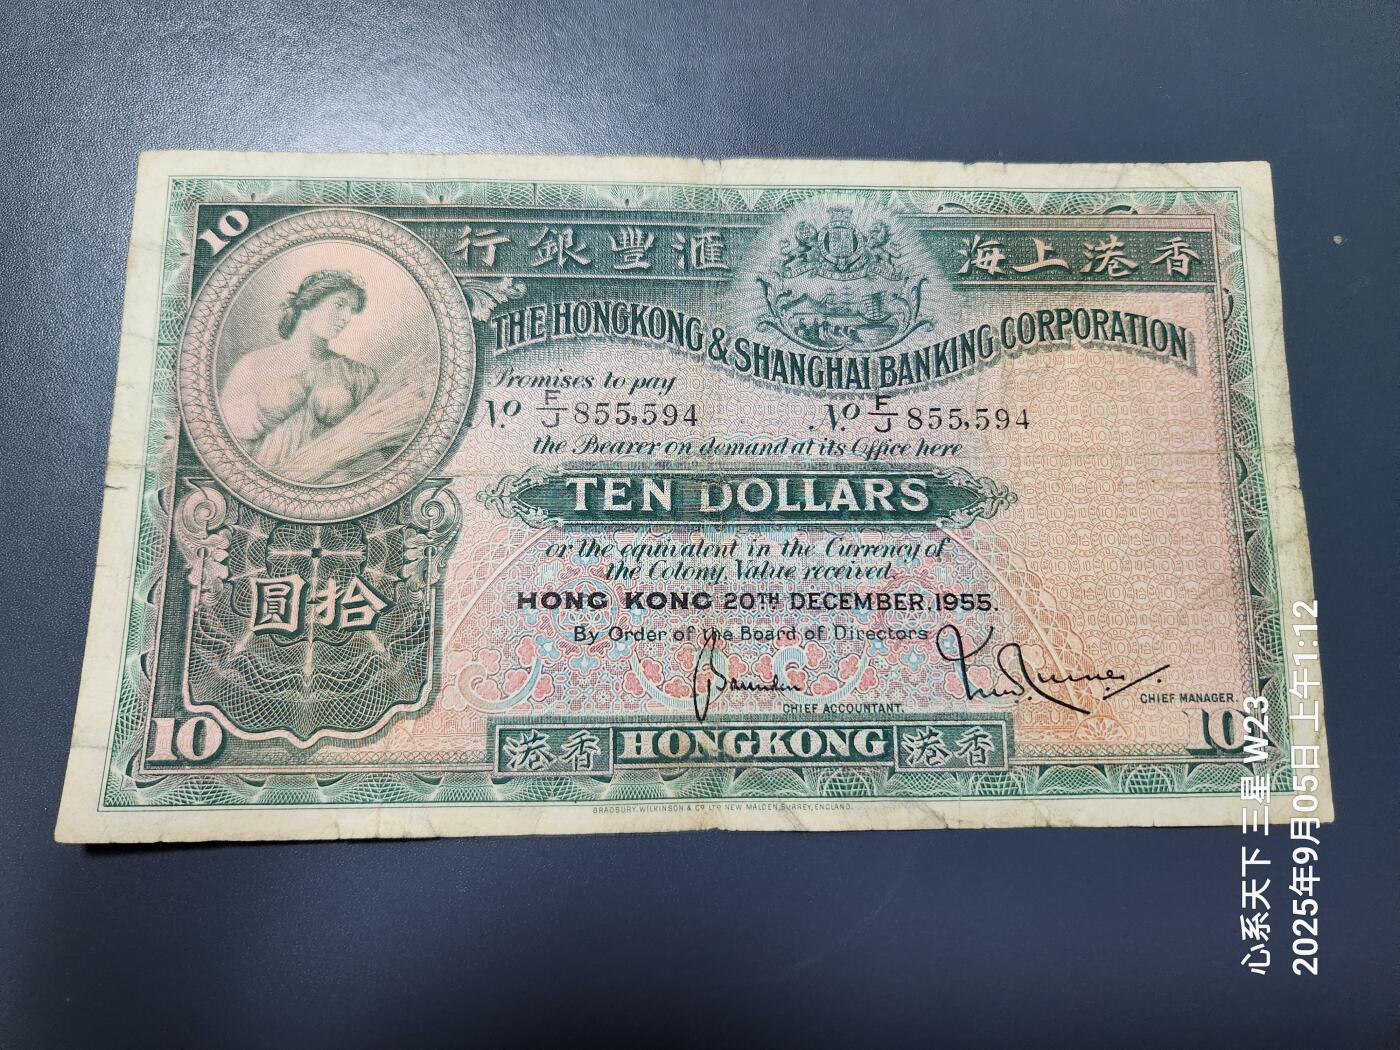 10
行銀豐滙
海上港香
THE HONGKONG & SHANGHAI BANKING CORPORATION
Promises to pay
No. F/J 855,594 No. F/J 855,594
the Bearer on demand at its Office here
TEN DOLLARS
or the equivalent in the Currency of
the Colony, Value received.
HONG KONG 20TH DECEMBER, 1955.
By Order of the Board of Directors
圓拾
CHIEF ACCOUNTANT.
CHIEF MANAGER.
10
港香 HONGKONG 港香
10
BRADBURY, WILKINSON & Co. LTD. NEW MALDEN, SURREY, ENGLAND.
心系天下 三星 W23
2025年9月05日 上午1:12